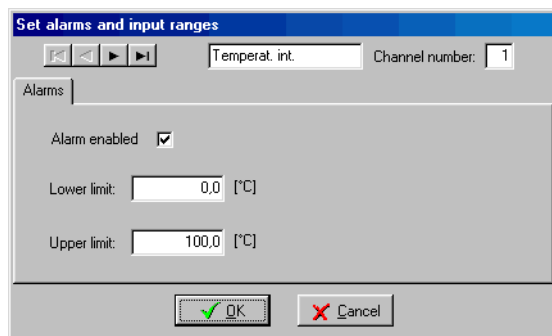 Set alarms and input ranges
Temperat. int. Channel number: 1
Alarms
Alarm enabled
Lower limit: 0,0 [°C]
Upper limit: 100,0 [°C]
OK Cancel